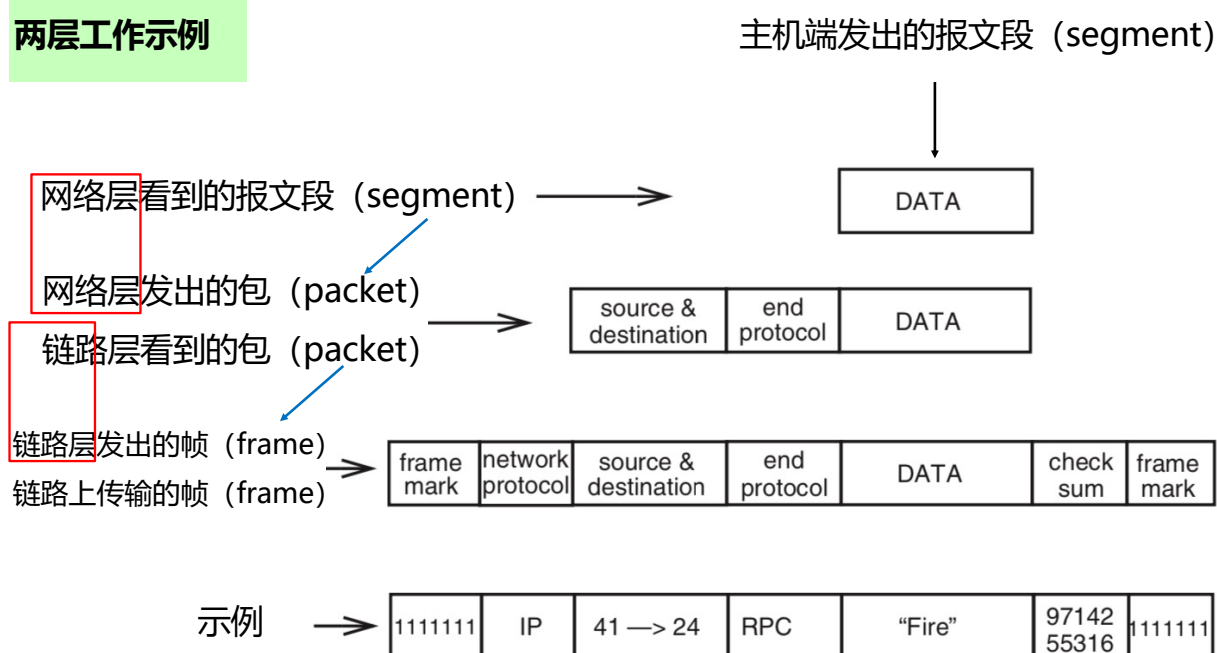 两层工作示例
主机端发出的报文段（segment）
网络层看到的报文段（segment）
DATA
网络层发出的包（packet）
链路层看到的包（packet）
source &
destination
end
protocol
DATA
链路层发出的帧（frame）
链路上传输的帧（frame）
frame
mark
network
protocol
source &
destination
end
protocol
DATA
check
sum
frame
mark
示例
1111111
IP
41 —> 24
RPC
“Fire”
97142
55316
1111111